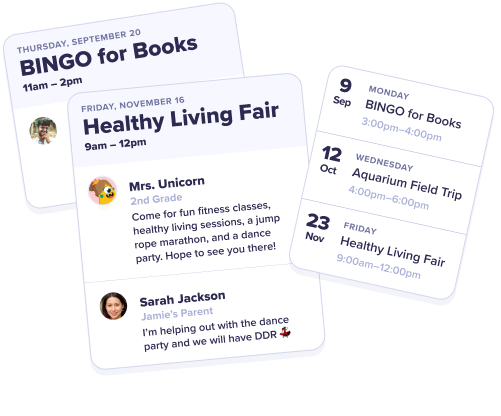 THURSDAY, SEPTEMBER 20
BINGO for Books
11am – 2pm
FRIDAY, NOVEMBER 16
Healthy Living Fair
9am – 12pm
Mrs. Unicorn
2nd Grade
Come for fun fitness classes,
healthy living sessions, a jump
rope marathon, and a dance
party. Hope to see you there!
Sarah Jackson
Jamie's Parent
I'm helping out with the dance
party and we will have DDR 💃
9
Sep
MONDAY
BINGO for Books
3:00pm–4:00pm
12
Oct
WEDNESDAY
Aquarium Field Trip
4:00pm–6:00pm
23
Nov
FRIDAY
Healthy Living Fair
9:00am–12:00pm